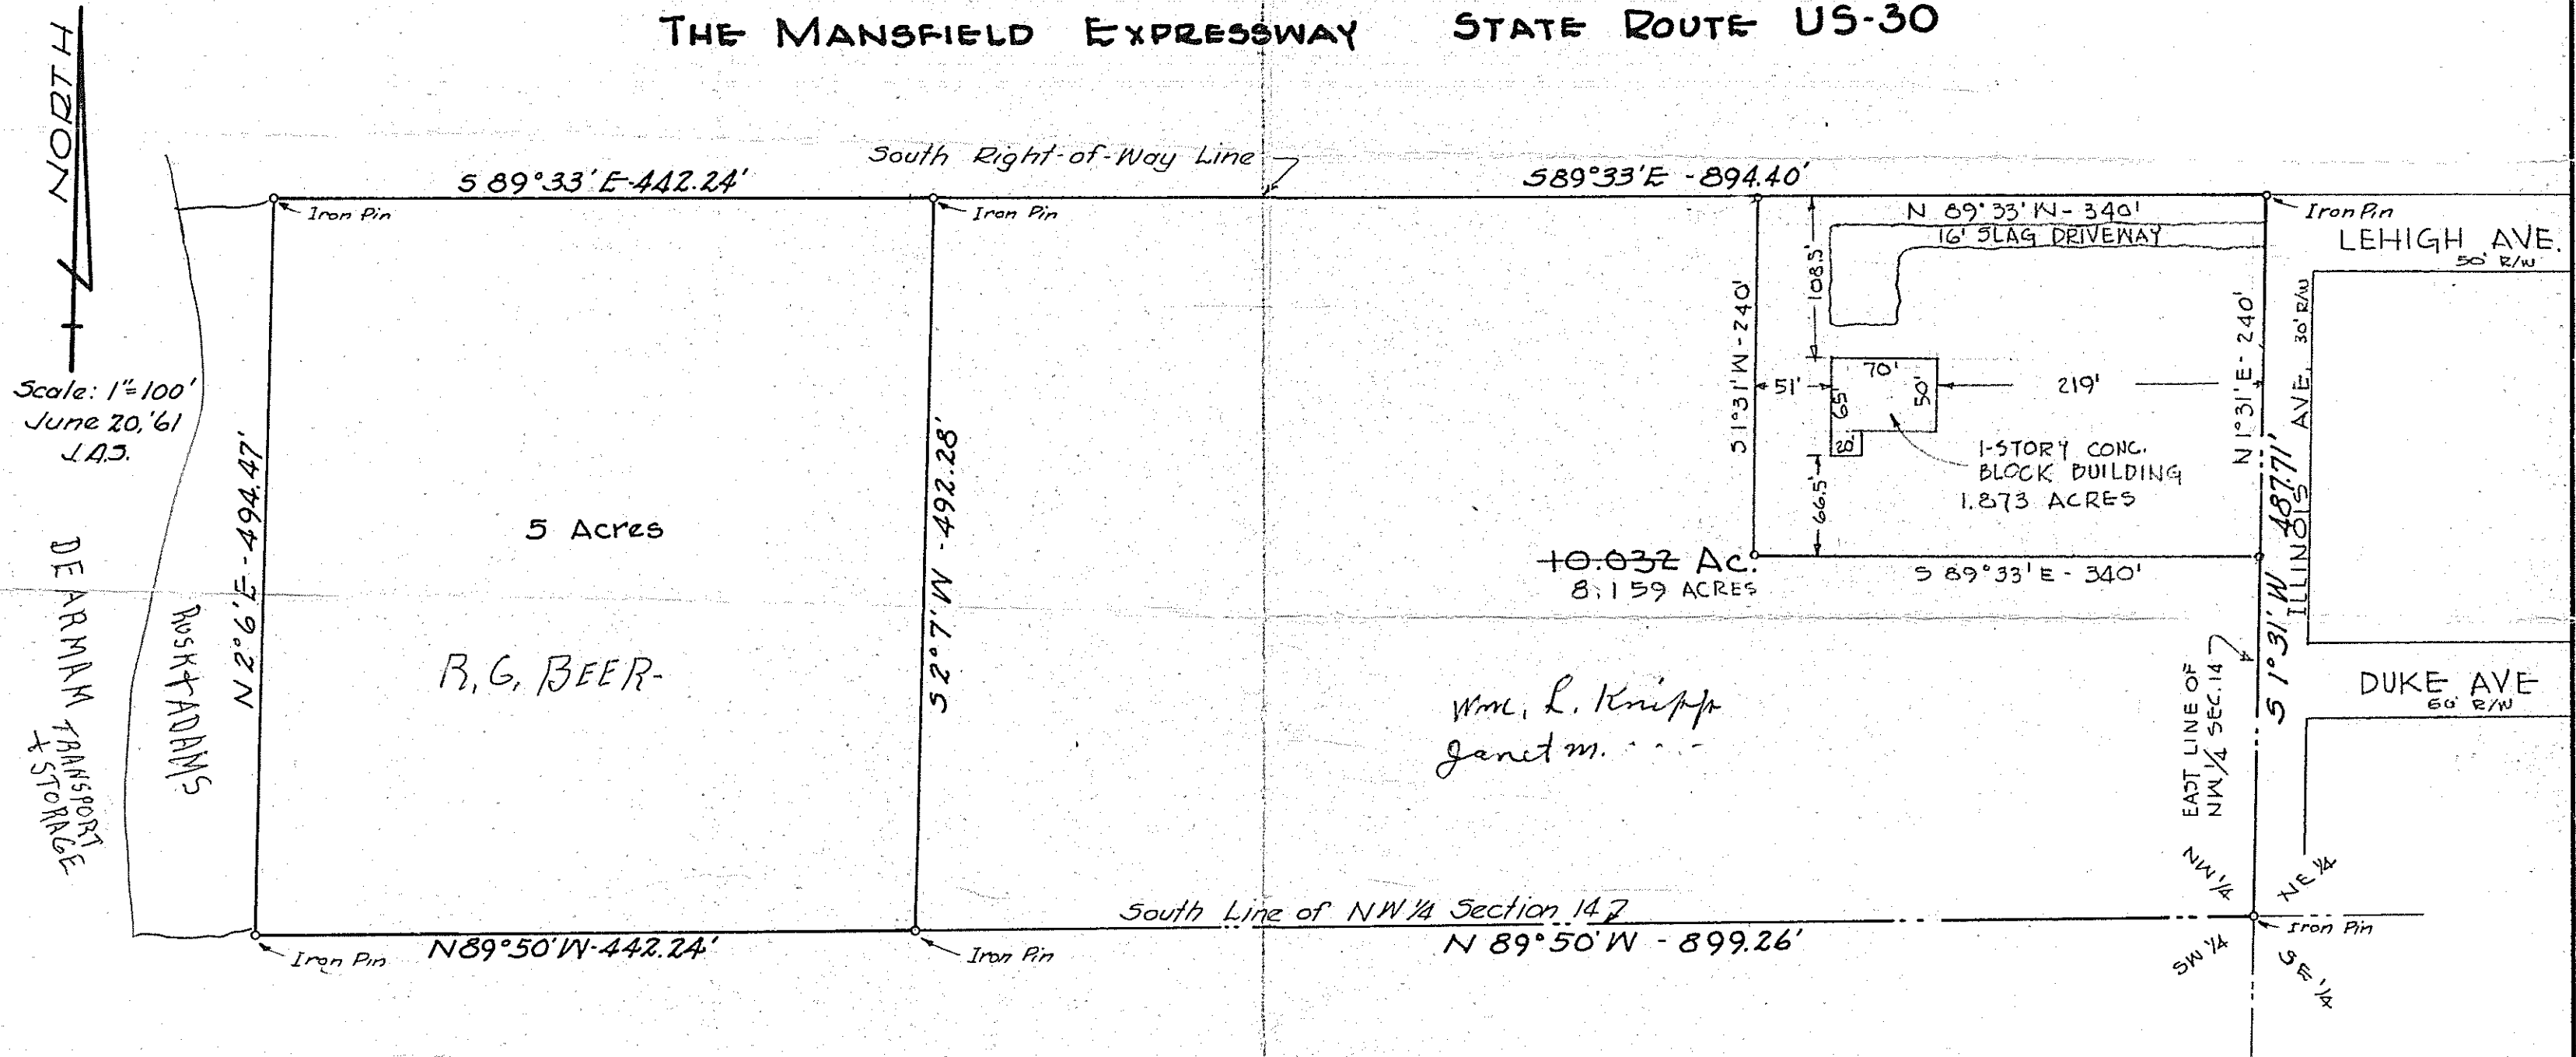 THE MANSFIELD EXPRESSWAY STATE ROUTE US-30
NORTH
Scale: 1"=100'
June 20, '61
J.A.S.
South Right-of-Way Line
S 89°33' E-442.24'
S89°33'E - 894.40'
Iron Pin
Iron Pin
Iron Pin
N 89°33' W - 340'
16' SLAG DRIVEWAY
LEHIGH AVE.
50' R/W
108.5'
S 1°31' W - 240'
N 1°31' E - 240'
ILLINOIS AVE. 30' R/W
51'
70'
65'
50'
20'
219'
66.5'
1-STORY CONC.
BLOCK BUILDING
1.873 ACRES
S 89°33' E - 340'
10.032 Ac.
8.159 ACRES
N 2°6' E - 494.47'
5 Acres
S 2°7' W - 492.28'
S 1°31' W 487.71'
R. G. BEER-
RUSK + ADAMS
DE ARMAM TRANSPORT
+ STORAGE
Wm. L. Knipp
Janet M. - - - -
EAST LINE OF
NW 1/4 SEC. 14
DUKE AVE
60' R/W
NW 1/4
NE 1/4
SW 1/4
SE 1/4
South Line of NW 1/4 Section 14
N 89°50' W - 899.26'
N89°50'W-442.24'
Iron Pin
Iron Pin
Iron Pin